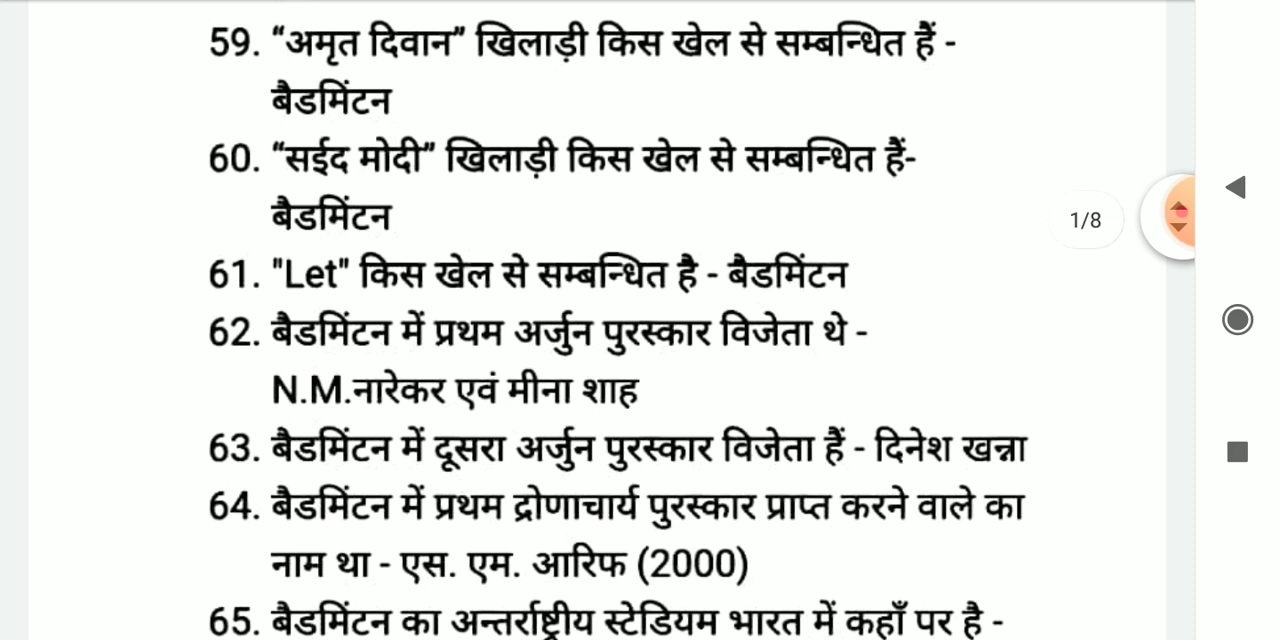 59. “अमृत दिवान” खिलाड़ी किस खेल से सम्बन्धित हैं -
बैडमिंटन
60. “सईद मोदी” खिलाड़ी किस खेल से सम्बन्धित हैं-
बैडमिंटन
1/8
61. "Let" किस खेल से सम्बन्धित है - बैडमिंटन
62. बैडमिंटन में प्रथम अर्जुन पुरस्कार विजेता थे -
N.M.नारेकर एवं मीना शाह
63. बैडमिंटन में दूसरा अर्जुन पुरस्कार विजेता हैं - दिनेश खन्ना
64. बैडमिंटन में प्रथम द्रोणाचार्य पुरस्कार प्राप्त करने वाले का
नाम था - एस. एम. आरिफ (2000)
65. बैडमिंटन का अन्तर्राष्ट्रीय स्टेडियम भारत में कहाँ पर है -